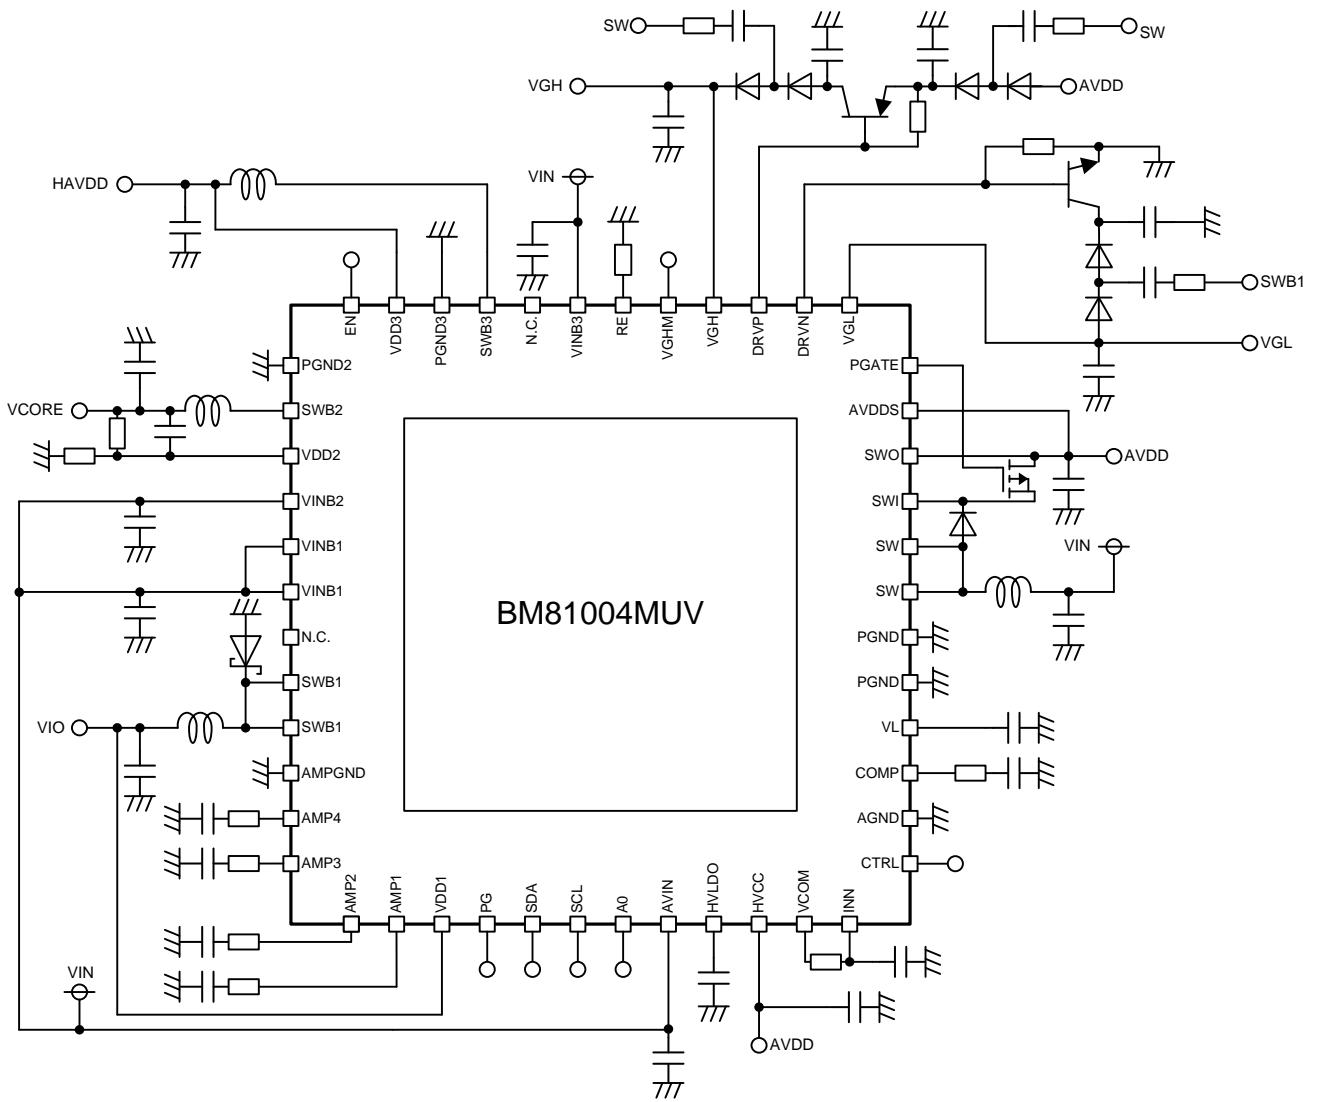 SW
SW
VGH
AVDD
HAVDD
VIN
SWB1
VGL
EN
VDD3
PGND3
SWB3
N.C.
VINB3
RE
VGHM
VGH
DRVP
DRVN
VGL
PGND2
PGATE
VCORE
SWB2
AVDDS
VDD2
SWO
AVDD
VINB2
SWI
VINB1
SW
VIN
VINB1
SW
BM81004MUV
N.C.
PGND
SWB1
PGND
VIO
SWB1
VL
AMPGND
COMP
AMP4
AGND
AMP3
CTRL
AMP2
AMP1
VDD1
PG
SDA
SCL
A0
AVIN
HVLDO
HVCC
VCOM
INN
VIN
AVDD